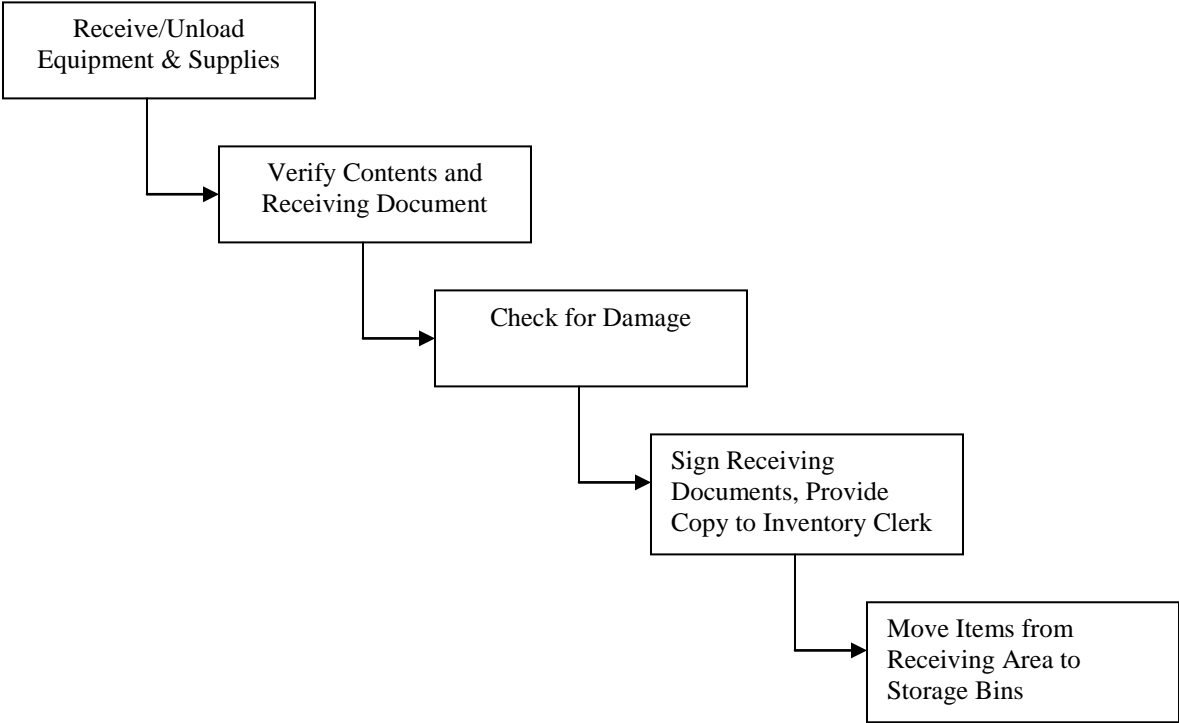 Receive/Unload
Equipment & Supplies
Verify Contents and
Receiving Document
Check for Damage
Sign Receiving
Documents, Provide
Copy to Inventory Clerk
Move Items from
Receiving Area to
Storage Bins